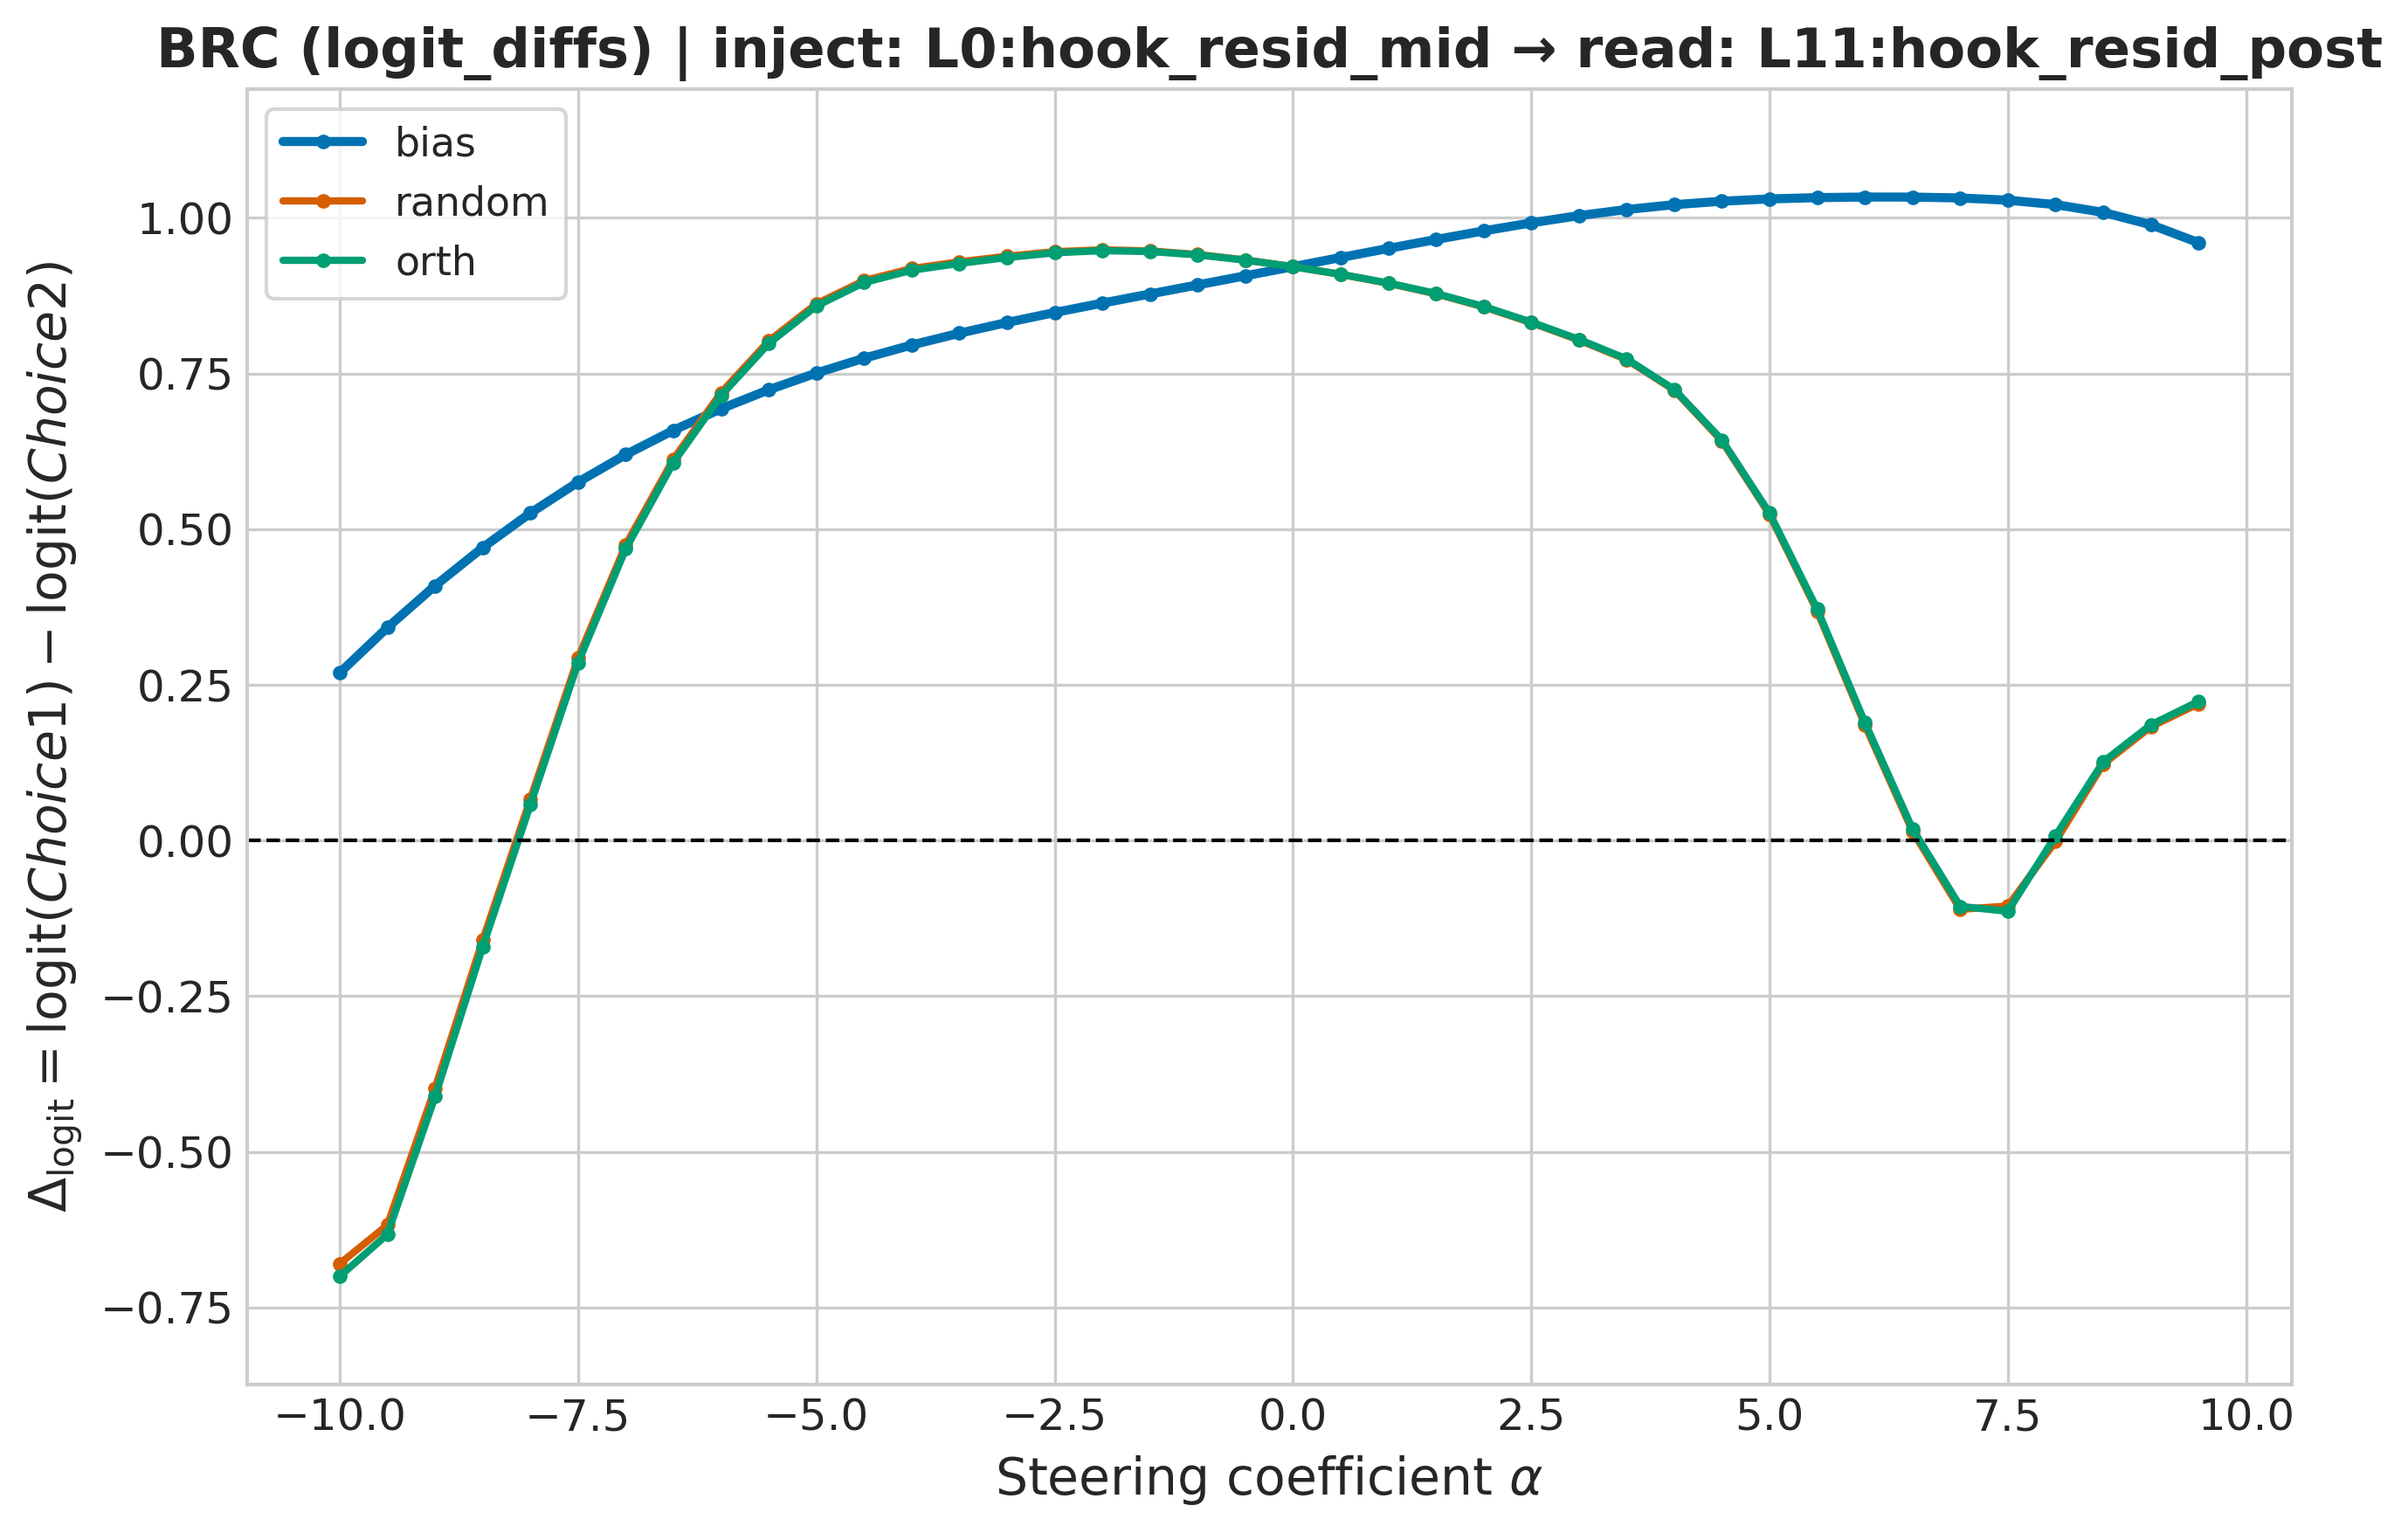 BRC (logit_diffs) | inject: L0:hook_resid_mid → read: L11:hook_resid_post
bias
random
orth
1.00
0.75
0.50
0.25
0.00
−0.25
−0.50
−0.75
Δlogit = logit(Choice1) − logit(Choice2)
−10.0 −7.5 −5.0 −2.5 0.0 2.5 5.0 7.5 10.0
Steering coefficient α